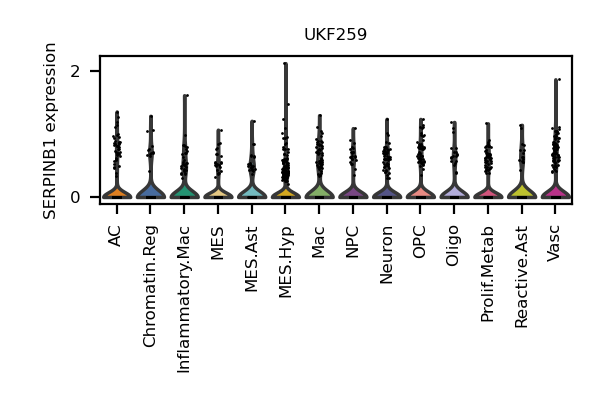 UKF259
SERPINB1 expression
2
0
AC
Chromatin.Reg
Inflammatory.Mac
MES
MES.Ast
MES.Hyp
Mac
NPC
Neuron
OPC
Oligo
Prolif.Metab
Reactive.Ast
Vasc